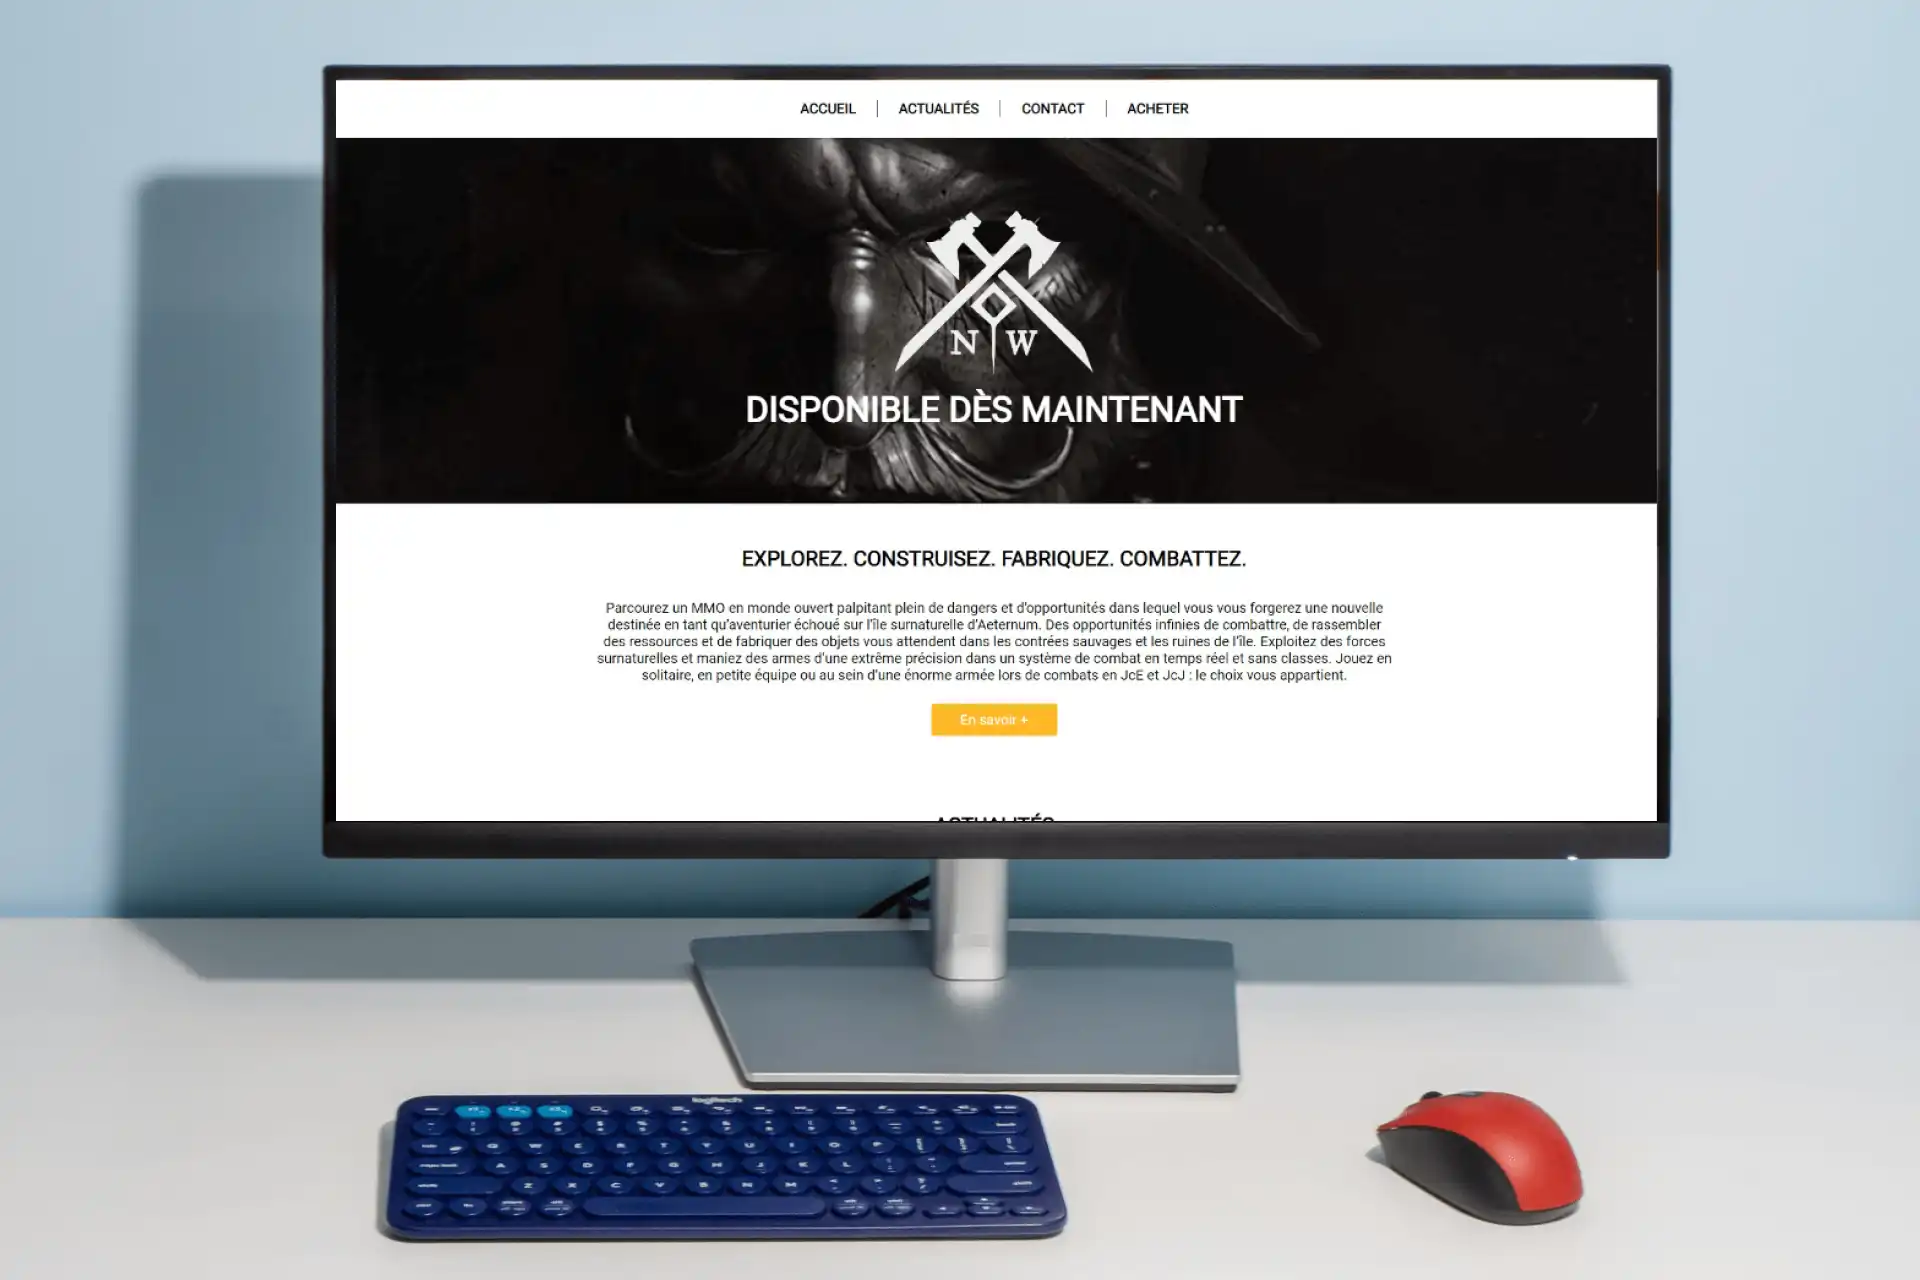 ACCUEIL | ACTUALITÉS | CONTACT | ACHETER
N W
DISPONIBLE DÈS MAINTENANT
EXPLOREZ. CONSTRUISEZ. FABRIQUEZ. COMBATTEZ.
Parcourez un MMO en monde ouvert palpitant plein de dangers et d'opportunités dans lequel vous vous forgerez une nouvelle
destinée en tant qu'aventurier échoué sur l'île surnaturelle d'Aeternum. Des opportunités infinies de combattre, de rassembler
des ressources et de fabriquer des objets vous attendent dans les contrées sauvages et les ruines de l'île. Exploitez des forces
surnaturelles et maniez des armes d'une extrême précision dans un système de combat en temps réel et sans classes. Jouez en
solitaire, en petite équipe ou au sein d'une énorme armée lors de combats en JcE et JcJ : le choix vous appartient.
En savoir +
ACTUALITÉS
logitech
Q W E R T Y U I O P
A S D F G H J K L
Z X C V B N M